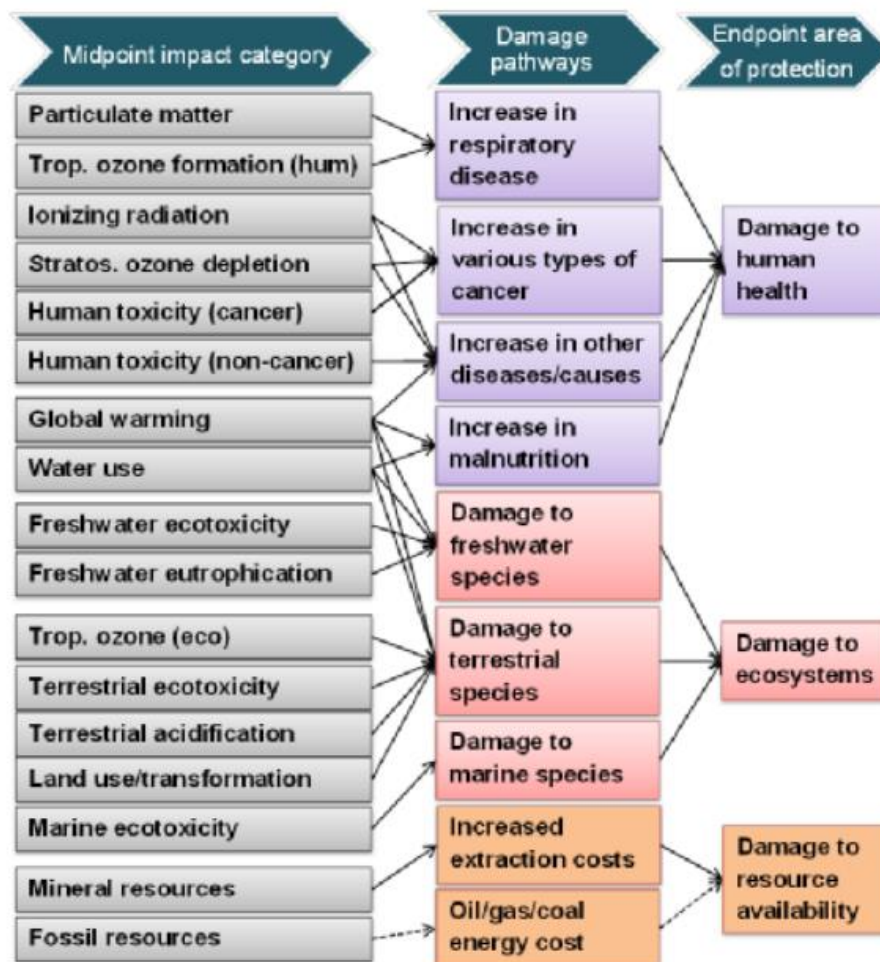 Midpoint impact category
Damage
pathways
Endpoint area
of protection
Particulate matter
Trop. ozone formation (hum)
Ionizing radiation
Stratos. ozone depletion
Human toxicity (cancer)
Human toxicity (non-cancer)
Global warming
Water use
Freshwater ecotoxicity
Freshwater eutrophication
Trop. ozone (eco)
Terrestrial ecotoxicity
Terrestrial acidification
Land use/transformation
Marine ecotoxicity
Mineral resources
Fossil resources
Increase in
respiratory
disease
Increase in
various types of
cancer
Increase in other
diseases/causes
Increase in
malnutrition
Damage to
freshwater
species
Damage to
terrestrial
species
Damage to
marine species
Increased
extraction costs
Oil/gas/coal
energy cost
Damage to
human
health
Damage to
ecosystems
Damage to
resource
availability